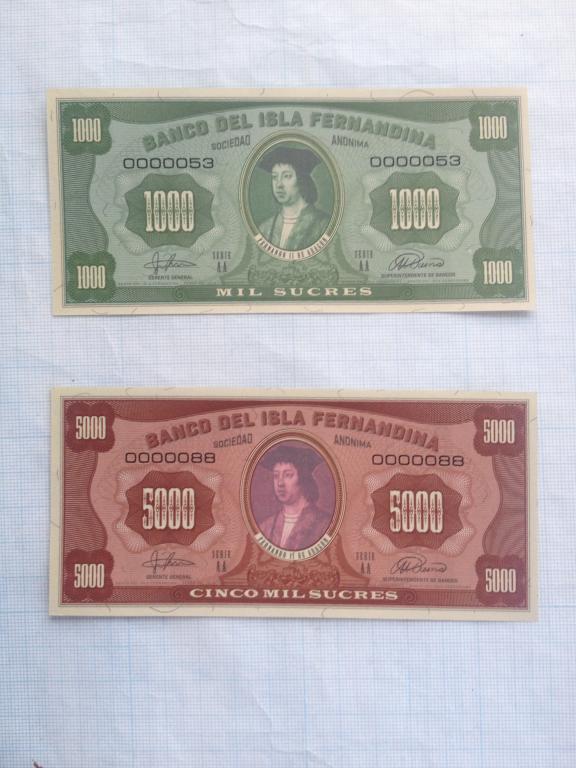 1000 1000
BANCO DEL ISLA FERNANDINA
SOCIEDAD ANONIMA
0000053 0000053
1000 1000
FERNANDO II DE ARAGON
SERIE AA SERIE AA
GERENTE GENERAL SUPERINTENDENTE DE BANCOS
1000 1000
MIL SUCRES
5000 5000
BANCO DEL ISLA FERNANDINA
SOCIEDAD ANONIMA
0000088 0000088
5000 5000
FERNANDO II DE ARAGON
SERIE AA SERIE AA
GERENTE GENERAL SUPERINTENDENTE DE BANCOS
5000 5000
CINCO MIL SUCRES